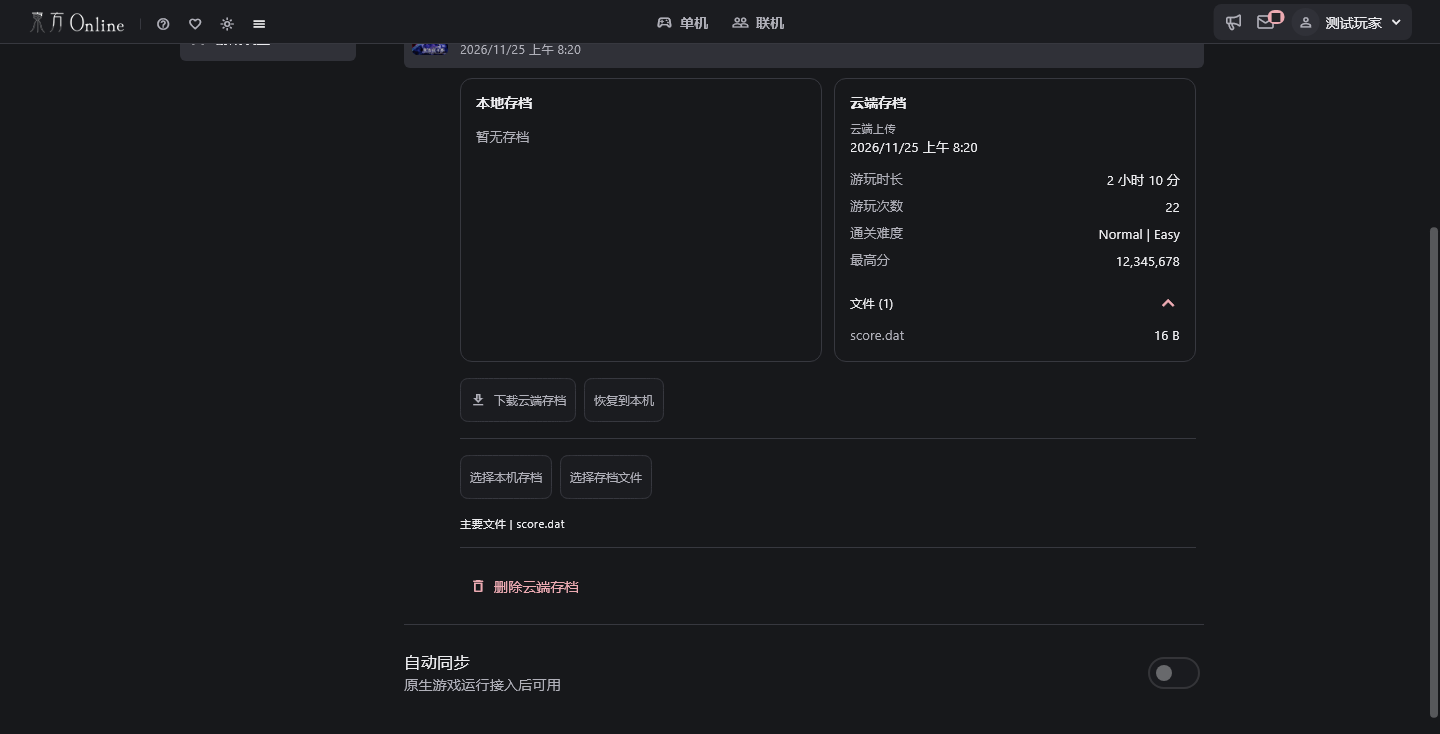 東方Online
单机
联机
测试玩家
2026/11/25 上午 8:20
本地存档
暂无存档
云端存档
云端上传
2026/11/25 上午 8:20
游玩时长 2 小时 10 分
游玩次数 22
通关难度 Normal | Easy
最高分 12,345,678
文件 (1)
score.dat 16 B
下载云端存档
恢复到本机
选择本机存档
选择存档文件
主要文件 | score.dat
删除云端存档
自动同步
原生游戏运行接入后可用